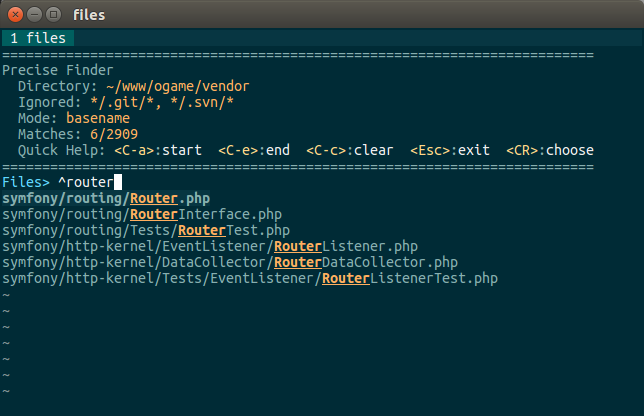 files
1 files
==========================================================================
Precise Finder
Directory: ~/www/ogame/vendor
Ignored: */.git/*, */.svn/*
Mode: basename
Matches: 6/2909
Quick Help: <C-a>:start <C-e>:end <C-c>:clear <Esc>:exit <CR>:choose
==========================================================================
Files> ^router
symfony/routing/Router.php
symfony/routing/RouterInterface.php
symfony/routing/Tests/RouterTest.php
symfony/http-kernel/EventListener/RouterListener.php
symfony/http-kernel/DataCollector/RouterDataCollector.php
symfony/http-kernel/Tests/EventListener/RouterListenerTest.php
~
~
~
~
~
~
~